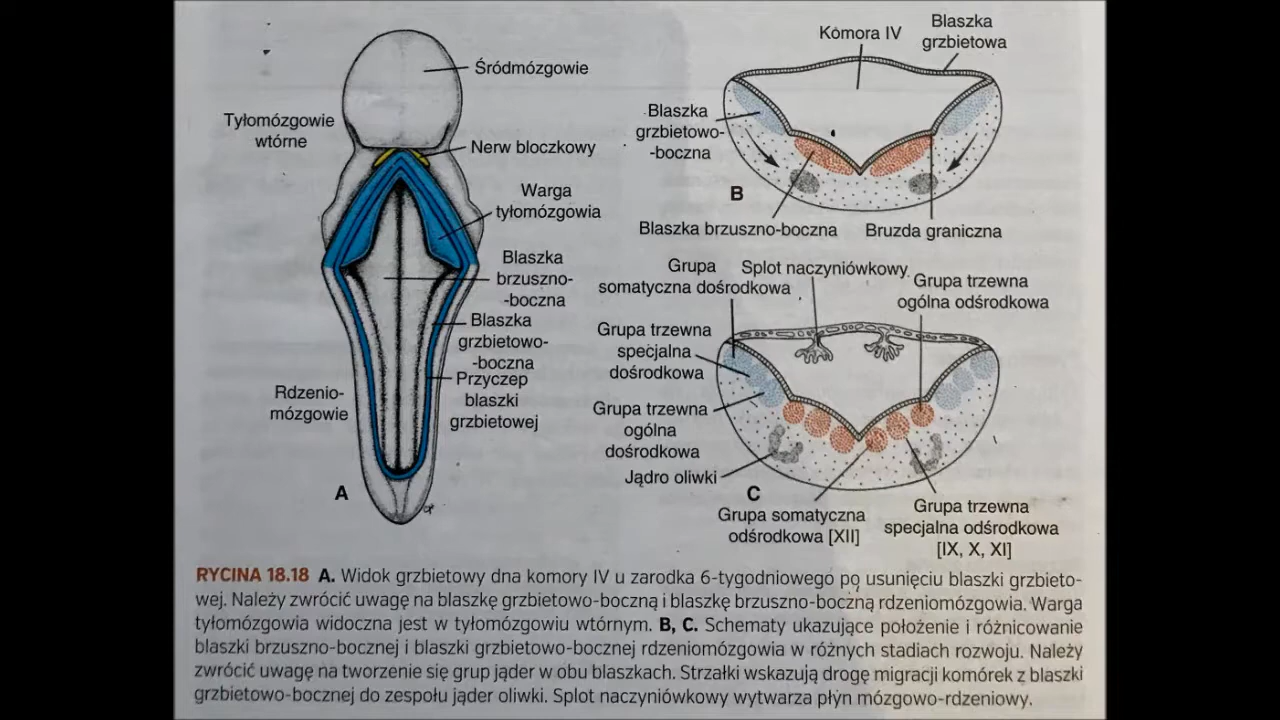 Śródmózgowie
Tyłomózgowie
wtórne
Nerw bloczkowy
Warga
tyłomózgowia
Blaszka
brzuszno-
-boczna
Blaszka
grzbietowo-
-boczna
Przyczep
blaszki
grzbietowej
Rdzenio-
mózgowie
A
Komora IV
Blaszka
grzbietowa
Blaszka
grzbietowo-
-boczna
B
Blaszka brzuszno-boczna
Bruzda graniczna
Grupa
somatyczna dośrodkowa
Splot naczyniówkowy
Grupa trzewna
ogólna odśrodkowa
Grupa trzewna
specjalna
dośrodkowa
Grupa trzewna
ogólna
dośrodkowa
Jądro oliwki
C
Grupa somatyczna
odśrodkowa [XII]
Grupa trzewna
specjalna odśrodkowa
[IX, X, XI]
RYCINA 18.18 A. Widok grzbietowy dna komory IV u zarodka 6-tygodniowego po usunięciu blaszki grzbieto-
wej. Należy zwrócić uwagę na blaszkę grzbietowo-boczną i blaszkę brzuszno-boczną rdzeniomózgowia. Warga
tyłomózgowia widoczna jest w tyłomózgowiu wtórnym. B, C. Schematy ukazujące położenie i różnicowanie
blaszki brzuszno-bocznej i blaszki grzbietowo-bocznej rdzeniomózgowia w różnych stadiach rozwoju. Należy
zwrócić uwagę na tworzenie się grup jąder w obu blaszkach. Strzałki wskazują drogę migracji komórek z blaszki
grzbietowo-bocznej do zespołu jąder oliwki. Splot naczyniówkowy wytwarza płyn mózgowo-rdzeniowy.